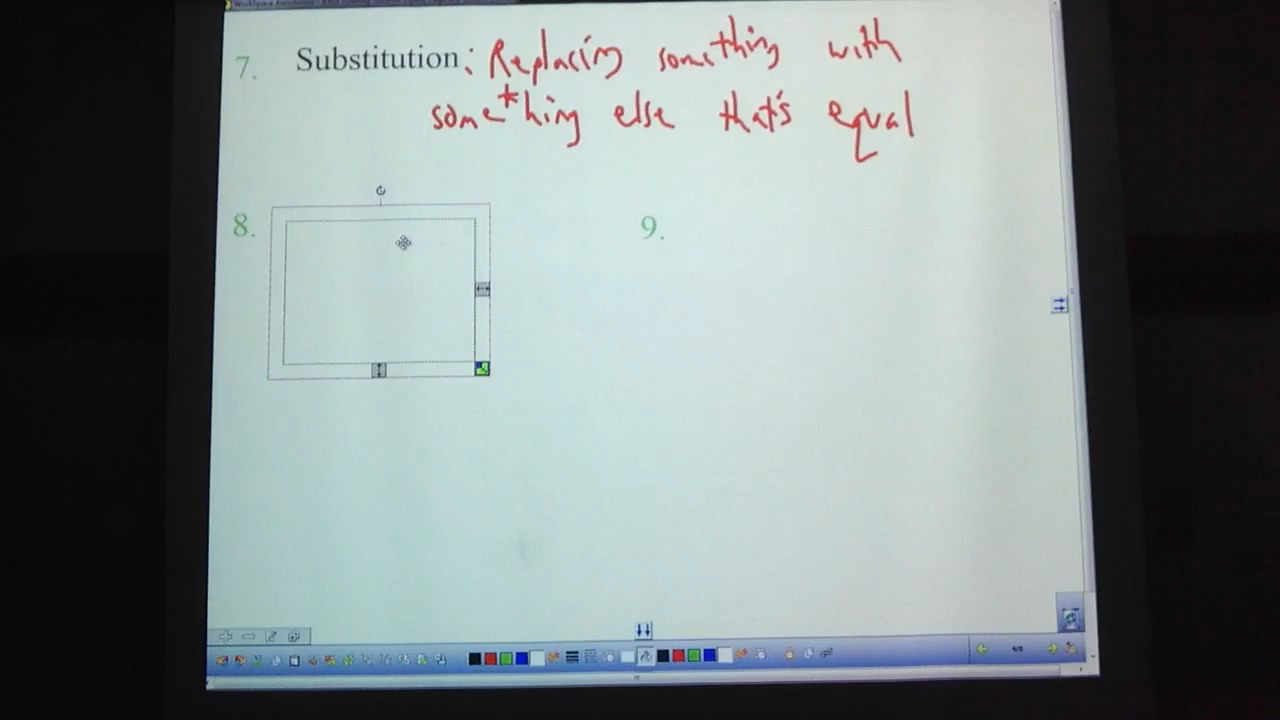 7. Substitution : Replacing something with
something else that's equal
8.
9.